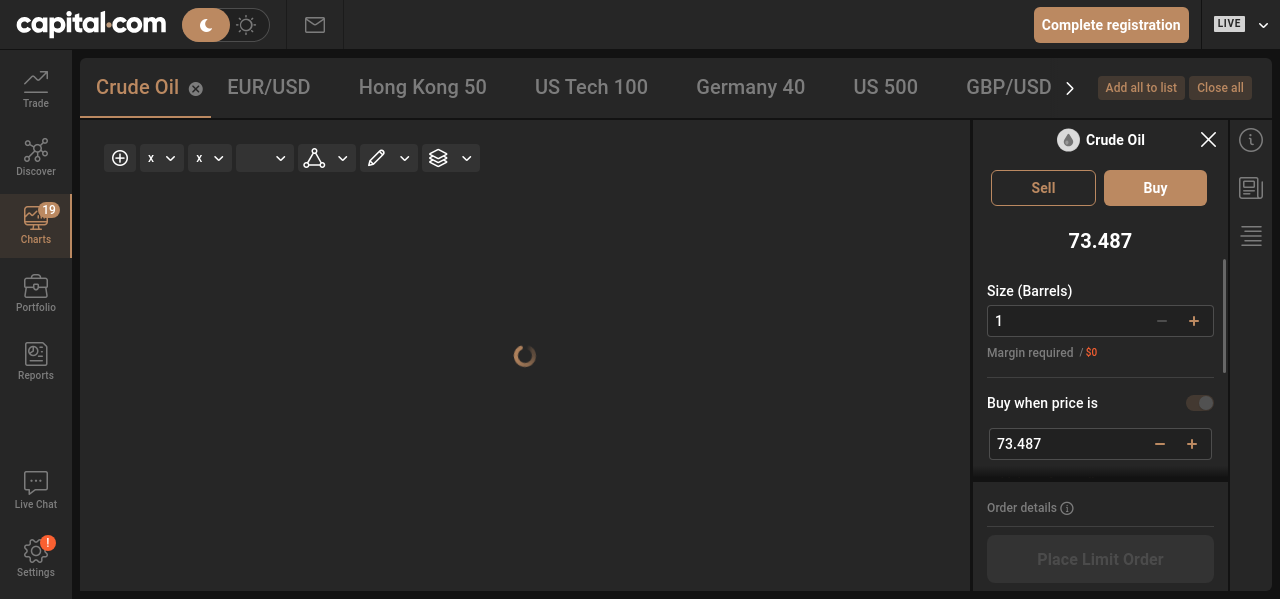 capital.com
Complete registration
LIVE
Trade
Discover
19
Charts
Portfolio
Reports
Live Chat
!
Settings
Crude Oil
EUR/USD
Hong Kong 50
US Tech 100
Germany 40
US 500
GBP/USD
Add all to list
Close all
x
x
Crude Oil
Sell
Buy
73.487
Size (Barrels)
1
Margin required / $0
Buy when price is
73.487
Order details
Place Limit Order